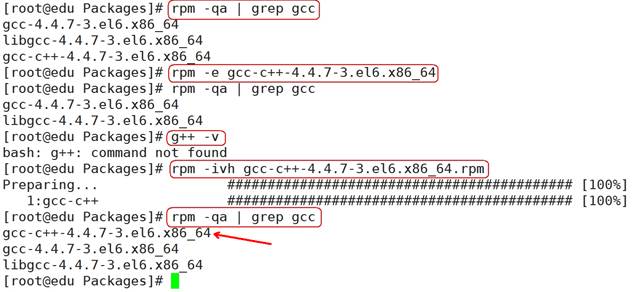 [root@edu Packages]# rpm -qa | grep gcc
gcc-4.4.7-3.el6.x86_64
libgcc-4.4.7-3.el6.x86_64
gcc-c++-4.4.7-3.el6.x86_64
[root@edu Packages]# rpm -e gcc-c++-4.4.7-3.el6.x86_64
[root@edu Packages]# rpm -qa | grep gcc
gcc-4.4.7-3.el6.x86_64
libgcc-4.4.7-3.el6.x86_64
[root@edu Packages]# g++ -v
bash: g++: command not found
[root@edu Packages]# rpm -ivh gcc-c++-4.4.7-3.el6.x86_64.rpm
Preparing... ########################################### [100%]
1:gcc-c++ ########################################### [100%]
[root@edu Packages]# rpm -qa | grep gcc
gcc-c++-4.4.7-3.el6.x86_64
gcc-4.4.7-3.el6.x86_64
libgcc-4.4.7-3.el6.x86_64
[root@edu Packages]#